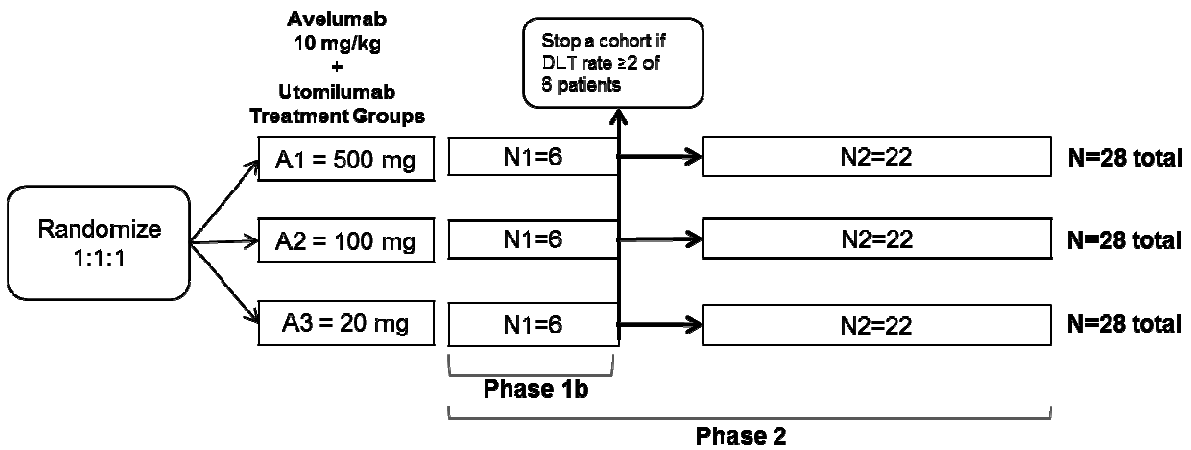 Avelumab
10 mg/kg
+
Utomilumab
Treatment Groups
Stop a cohort if
DLT rate ≥2 of
6 patients
Randomize
1:1:1
A1 = 500 mg
N1=6
N2=22
N=28 total
A2 = 100 mg
N1=6
N2=22
N=28 total
A3 = 20 mg
N1=6
N2=22
N=28 total
Phase 1b
Phase 2